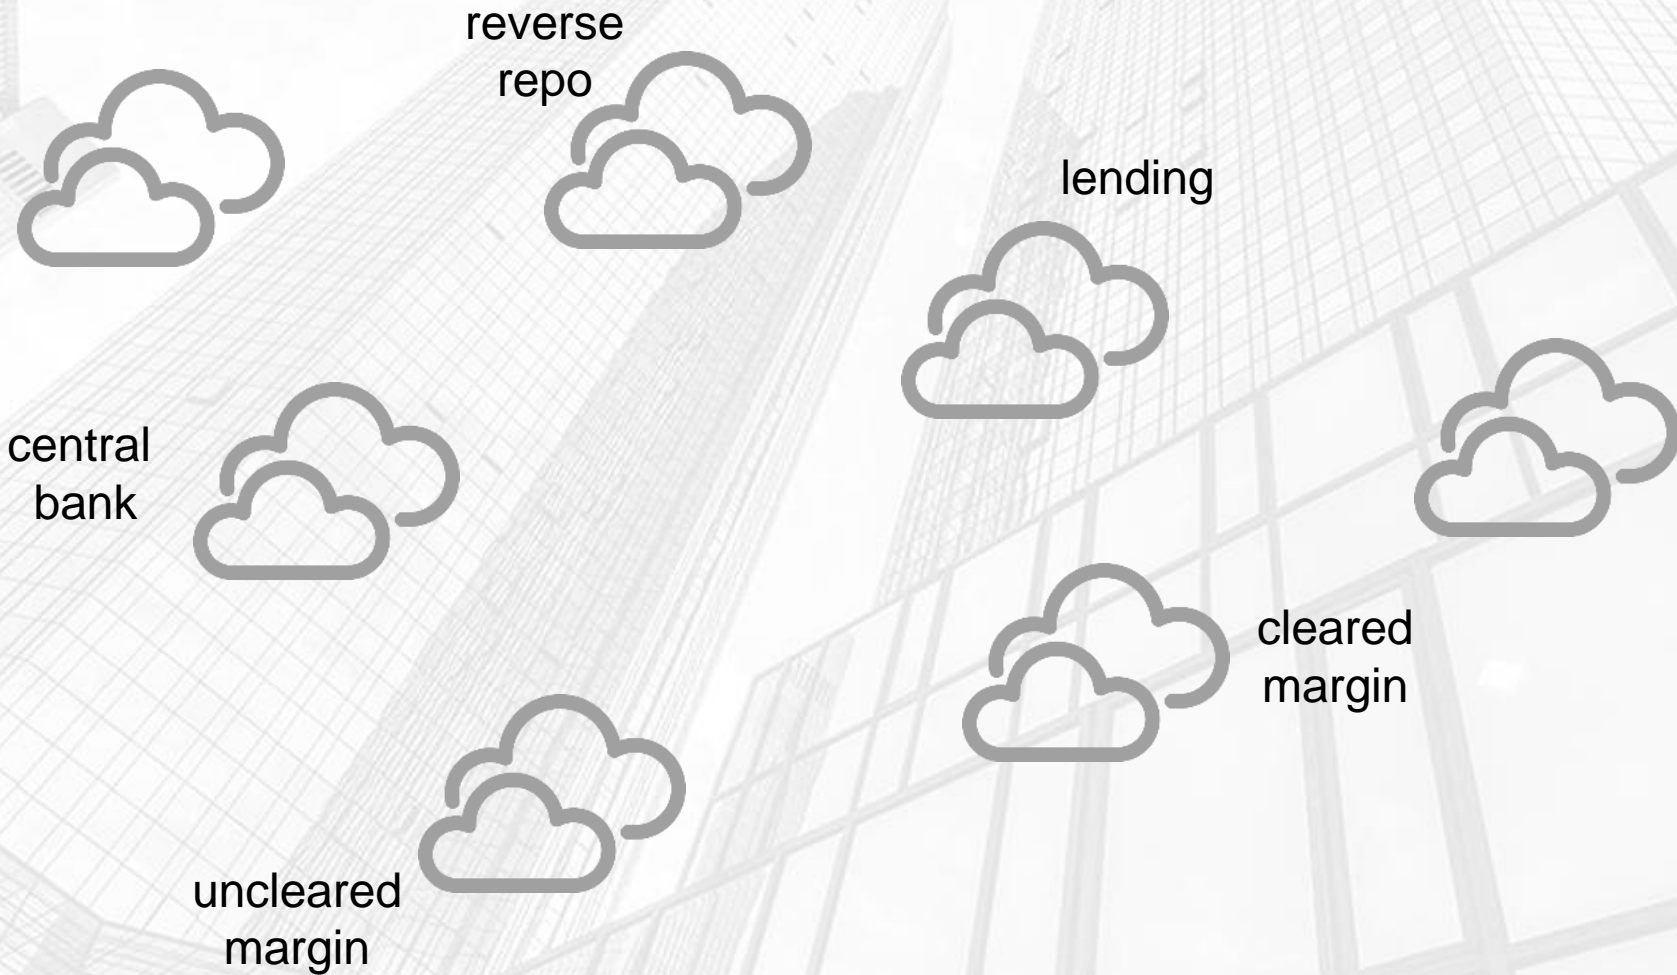 reverse
repo
lending
central
bank
cleared
margin
uncleared
margin